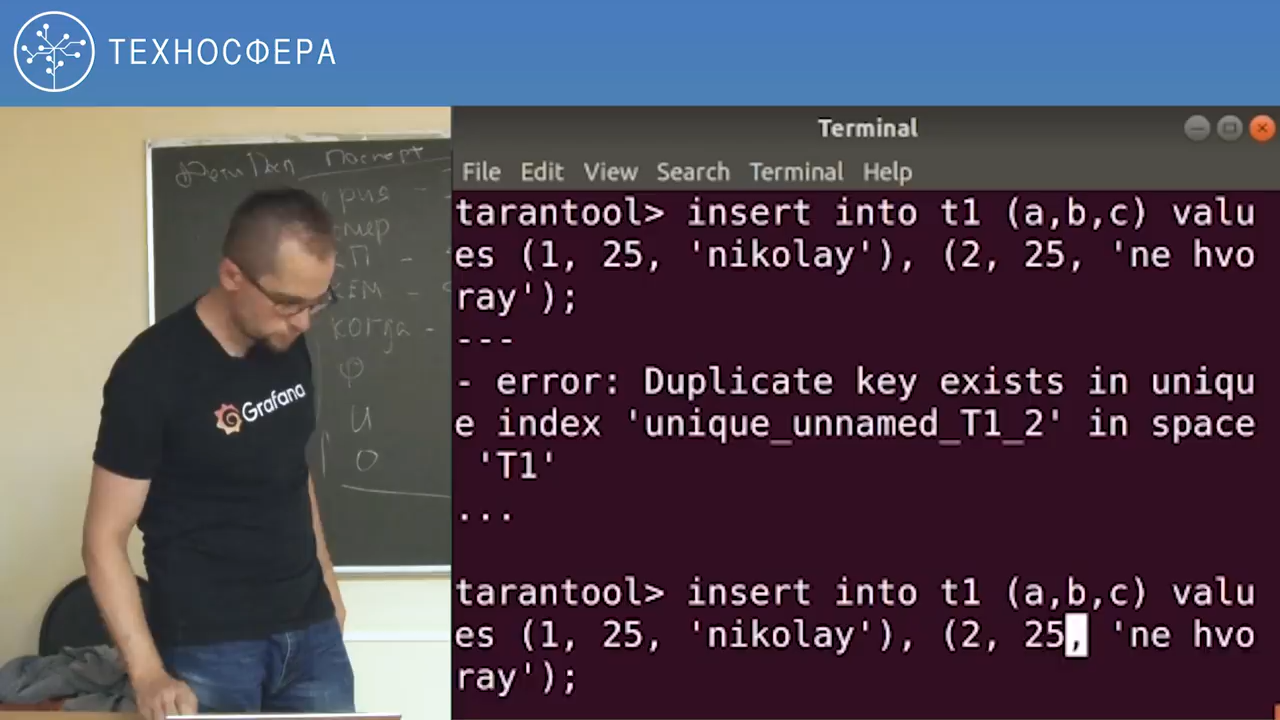 ТЕХНОСФЕРА
Terminal
File Edit View Search Terminal Help
tarantool> insert into t1 (a,b,c) valu
es (1, 25, 'nikolay'), (2, 25, 'ne hvo
ray');
---
- error: Duplicate key exists in uniqu
e index 'unique_unnamed_T1_2' in space
 'T1'
...
tarantool> insert into t1 (a,b,c) valu
es (1, 25, 'nikolay'), (2, 25, 'ne hvo
ray');
Паспорт
когда -
Ф
И
О
Grafana